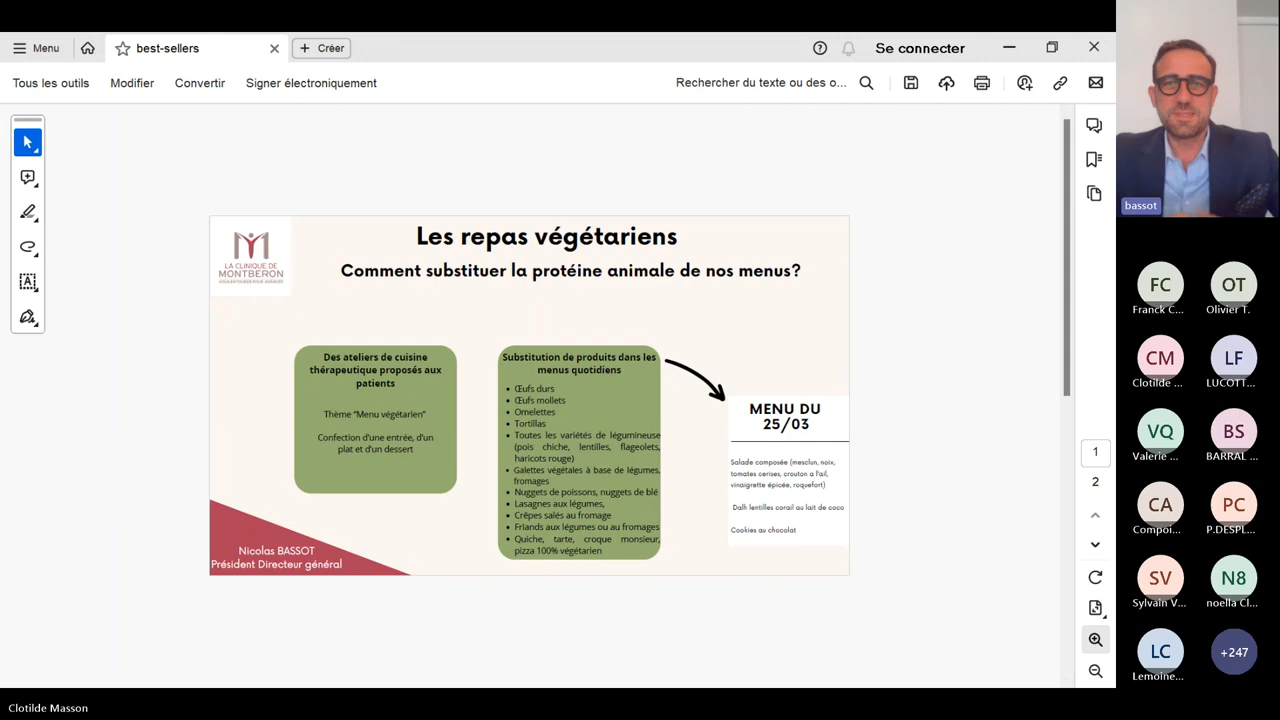 Menu
best-sellers
Créer
Se connecter
Tous les outils
Modifier
Convertir
Signer électroniquement
Rechercher du texte ou des o...
LA CLINIQUE DE
MONTBERON
Les repas végétariens
Comment substituer la protéine animale de nos menus?
Des ateliers de cuisine
thérapeutique proposés aux
patients
Thème "Menu végétarien"
Confection d'une entrée, d'un
plat et d'un dessert
Substitution de produits dans les
menus quotidiens
• Œufs durs
• Œufs mollets
• Omelettes
• Tortillas
• Toutes les variétés de légumineuse
(pois chiche, lentilles, flageolets,
haricots rouge)
• Galettes végétales à base de légumes,
fromages
• Nuggets de poissons, nuggets de blé
• Lasagnes aux légumes,
• Crêpes salés au fromage
• Friands aux légumes ou au fromages
• Quiche, tarte, croque monsieur,
pizza 100% végétarien
MENU DU
25/03
Salade composée (mesclun, noix,
tomates cerises, crouton a l'ail,
vinaigrette épicée, roquefort)
Dalh lentilles corail au lait de coco
Cookies au chocolat
Nicolas BASSOT
Président Directeur général
1
2
bassot
FC
Franck C...
OT
Olivier T.
CM
Clotilde ...
LF
LUCOTT...
VQ
Valerie ...
BS
BARRAL ...
CA
Compoi...
PC
P.DESPL...
SV
Sylvain V...
N8
noella Cl...
LC
Lemoine...
+247
Clotilde Masson